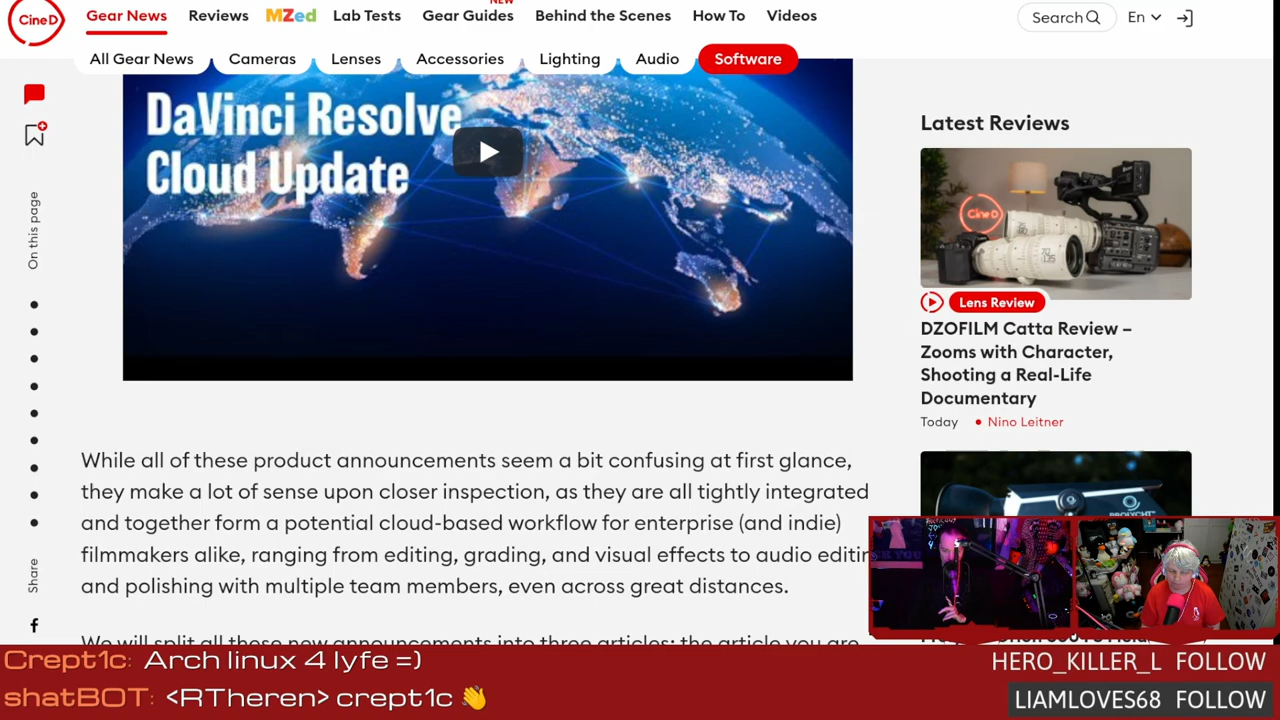 CineD
Gear News
Reviews
MZed
Lab Tests
NEW
Gear Guides
Behind the Scenes
How To
Videos
Search
En
All Gear News
Cameras
Lenses
Accessories
Lighting
Audio
Software
On this page
Share
DaVinci Resolve
Cloud Update
While all of these product announcements seem a bit confusing at first glance,
they make a lot of sense upon closer inspection, as they are all tightly integrated
and together form a potential cloud-based workflow for enterprise (and indie)
filmmakers alike, ranging from editing, grading, and visual effects to audio editin
and polishing with multiple team members, even across great distances.
We will split all these new announcements into three articles: the article you are
Latest Reviews
CineD
Lens Review
DZOFILM Catta Review –
Zooms with Character,
Shooting a Real-Life
Documentary
Today • Nino Leitner
PROLYCHT
Crept1c: Arch linux 4 lyfe =)
shatBOT: <RTheren> crept1c 👋
HERO_KILLER_L FOLLOW
LIAMLOVES68 FOLLOW